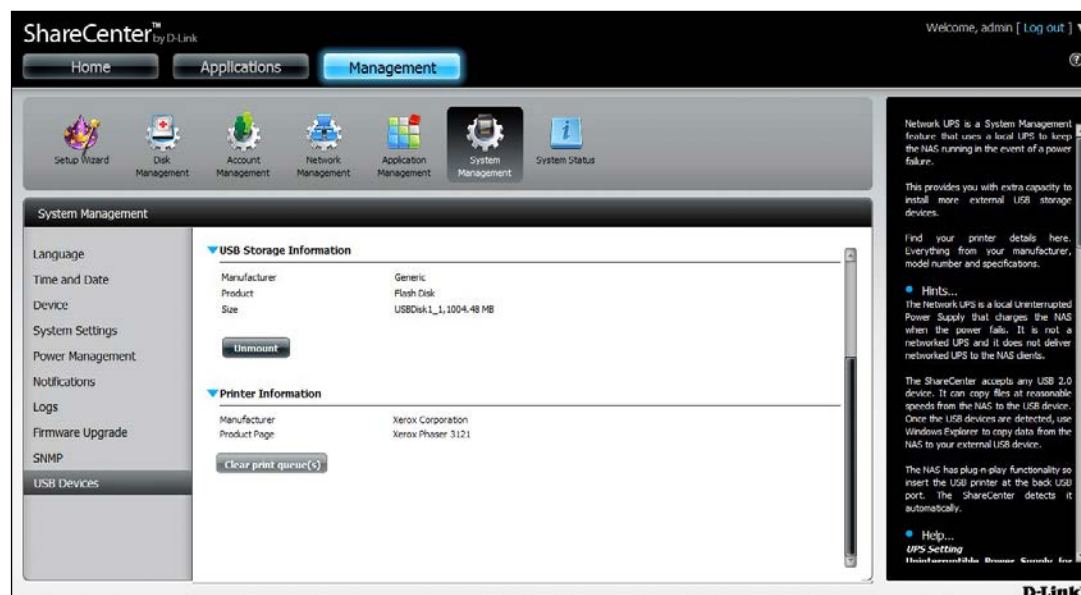 ShareCenter™ by D-Link
Welcome, admin [ Log out ]
Home Applications Management
Setup Wizard
Disk Management
Account Management
Network Management
Application Management
System Management
System Status
System Management
Language
Time and Date
Device
System Settings
Power Management
Notifications
Logs
Firmware Upgrade
SNMP
USB Devices
USB Storage Information
Manufacturer Generic
Product Flash Disk
Size USBDisk1_1,1004.48 MB
Unmount
Printer Information
Manufacturer Xerox Corporation
Product Page Xerox Phaser 3121
Clear print queue(s)
Network UPS is a System Management
feature that uses a local UPS to keep
the NAS running in the event of a power
failure.
This provides you with extra capacity to
install more external USB storage
devices.
Find your printer details here.
Everything from your manufacturer,
model number and specifications.
Hints...
The Network UPS is a local Uninterrupted
Power Supply that charges the NAS
when the power fails. It is not a
networked UPS and it does not deliver
networked UPS to the NAS clients.
The ShareCenter accepts any USB 2.0
device. It can copy files at reasonable
speeds from the NAS to the USB device.
Once the USB devices are detected, use
Windows Explorer to copy data from the
NAS to your external USB device.
The NAS has plug-n-play functionality so
insert the USB printer at the back USB
port. The ShareCenter detects it
automatically.
Help...
UPS Setting
Uninterruptible Power Supply for
D-Link